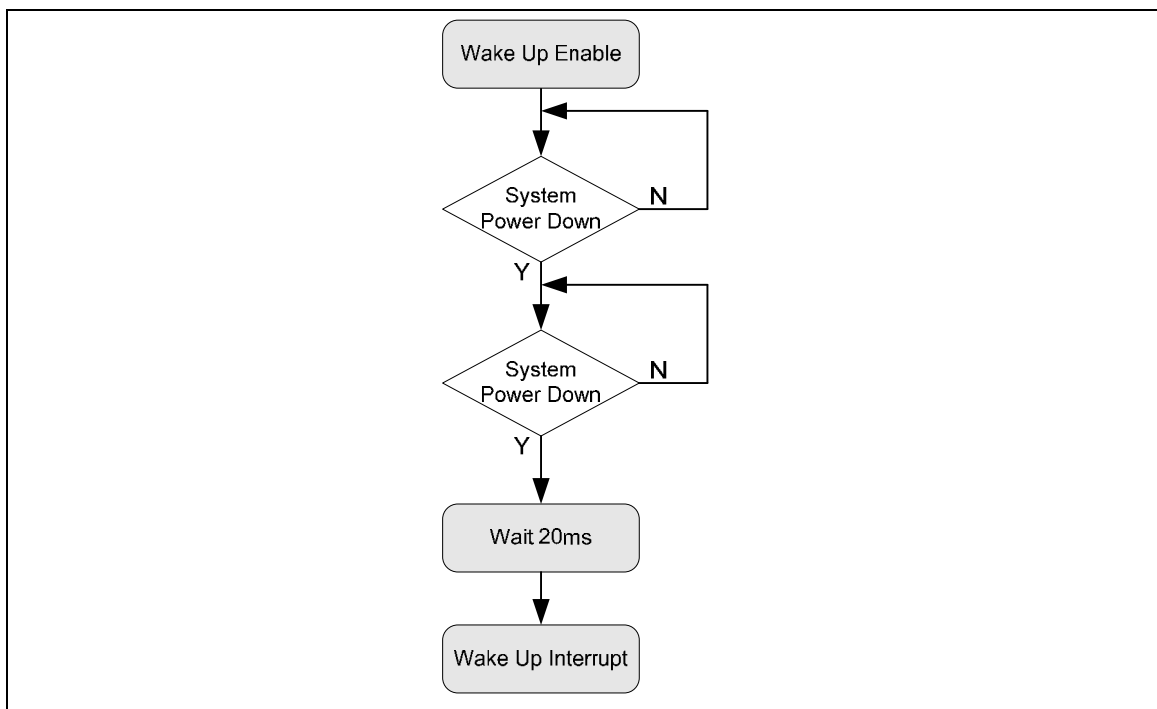 Wake Up Enable
System
Power Down
N
Y
System
Power Down
N
Y
Wait 20ms
Wake Up Interrupt